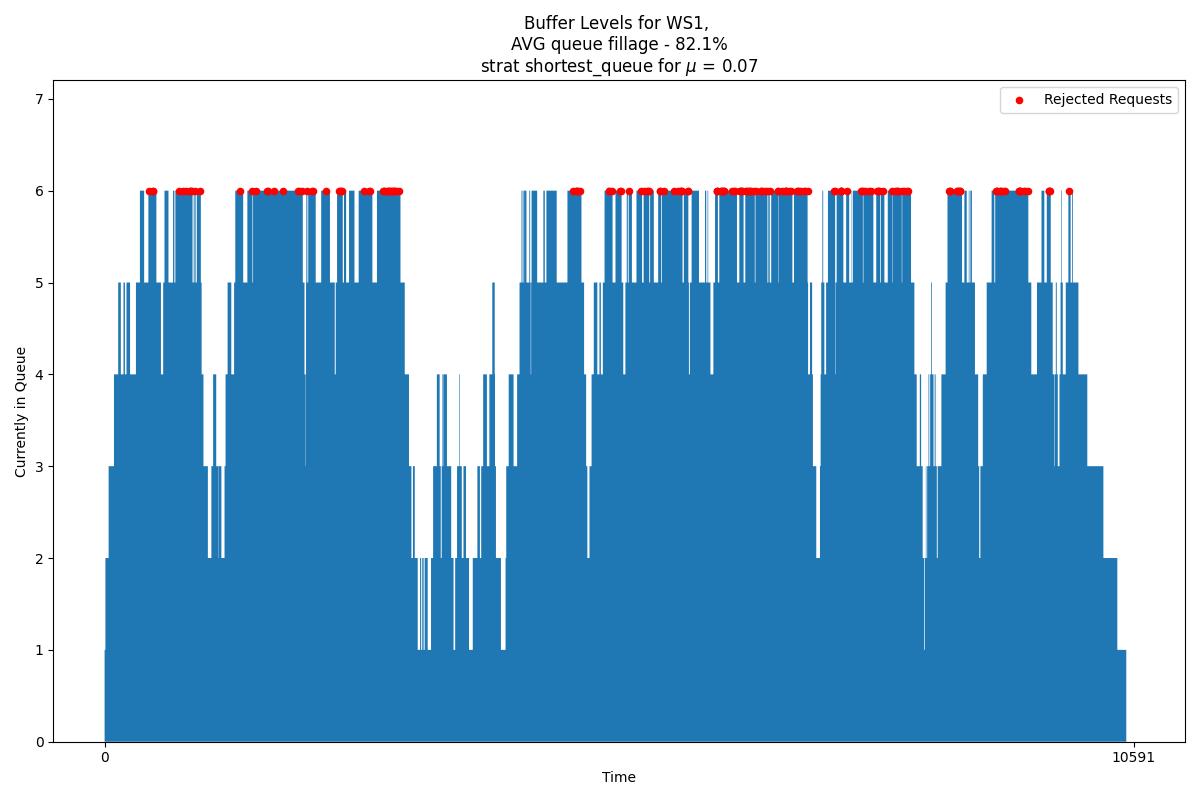 Buffer Levels for WS1,
AVG queue fillage - 82.1%
strat shortest_queue for μ = 0.07
Rejected Requests
Currently in Queue
7
6
5
4
3
2
1
0
0
10591
Time